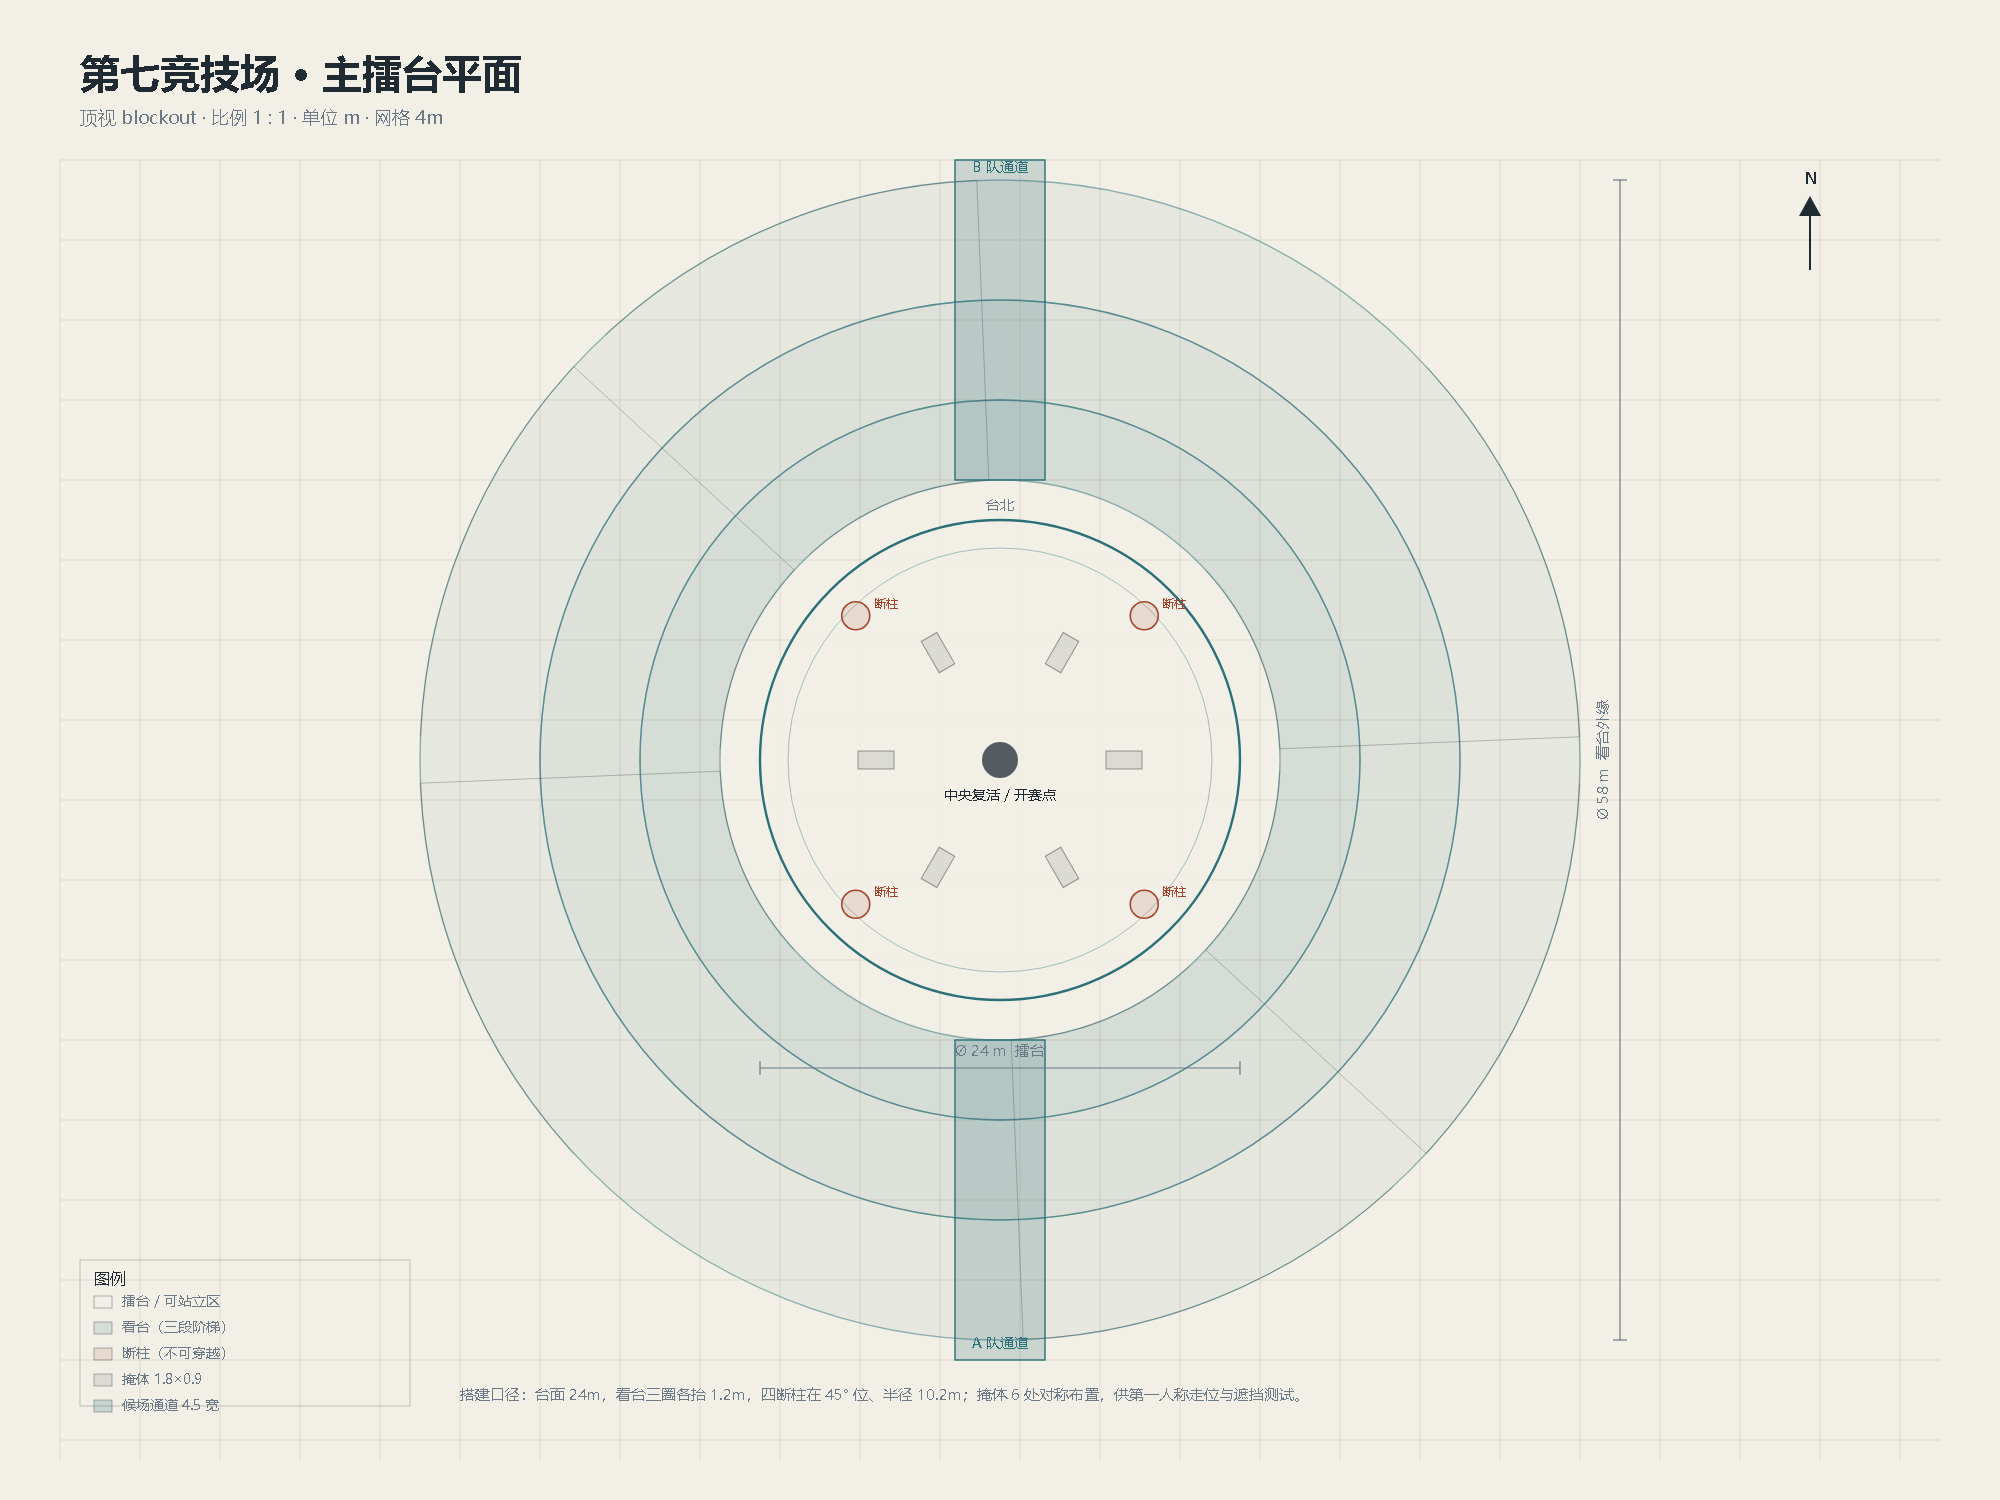 第七竞技场 · 主擂台平面
顶视 blockout · 比例 1 : 1 · 单位 m · 网格 4m
B 队通道
N
台北
断柱
断柱
Ø 58 m 看台外缘
中央复活 / 开赛点
断柱
断柱
Ø 24 m 擂台
A 队通道
图例
擂台 / 可站立区
看台（三段阶梯）
断柱（不可穿越）
掩体 1.8×0.9
候场通道 4.5 宽
搭建口径：台面 24m，看台三圈各抬 1.2m，四断柱在 45° 位、半径 10.2m；掩体 6 处对称布置，供第一人称走位与遮挡测试。